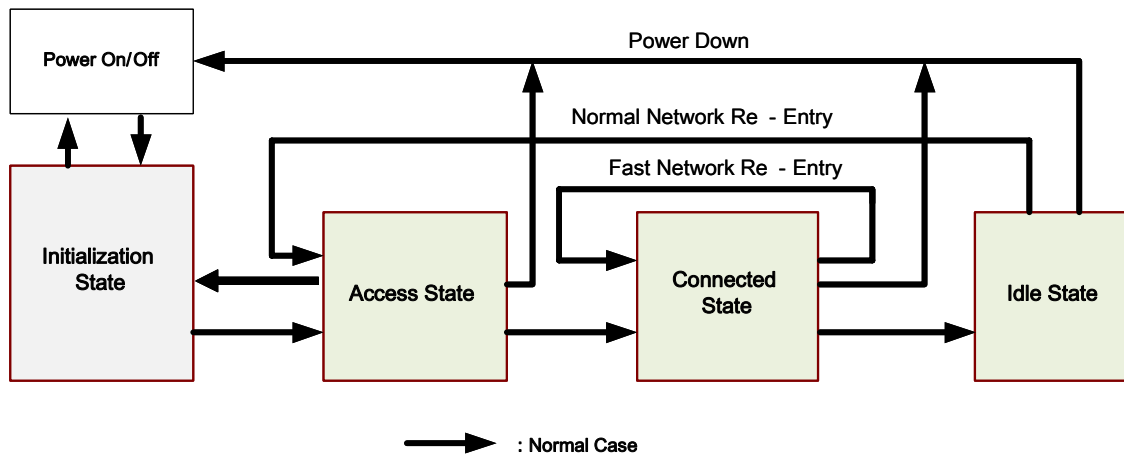 Power On/Off
Power Down
Normal Network Re - Entry
Fast Network Re - Entry
Initialization
State
Access State
Connected
State
Idle State
: Normal Case